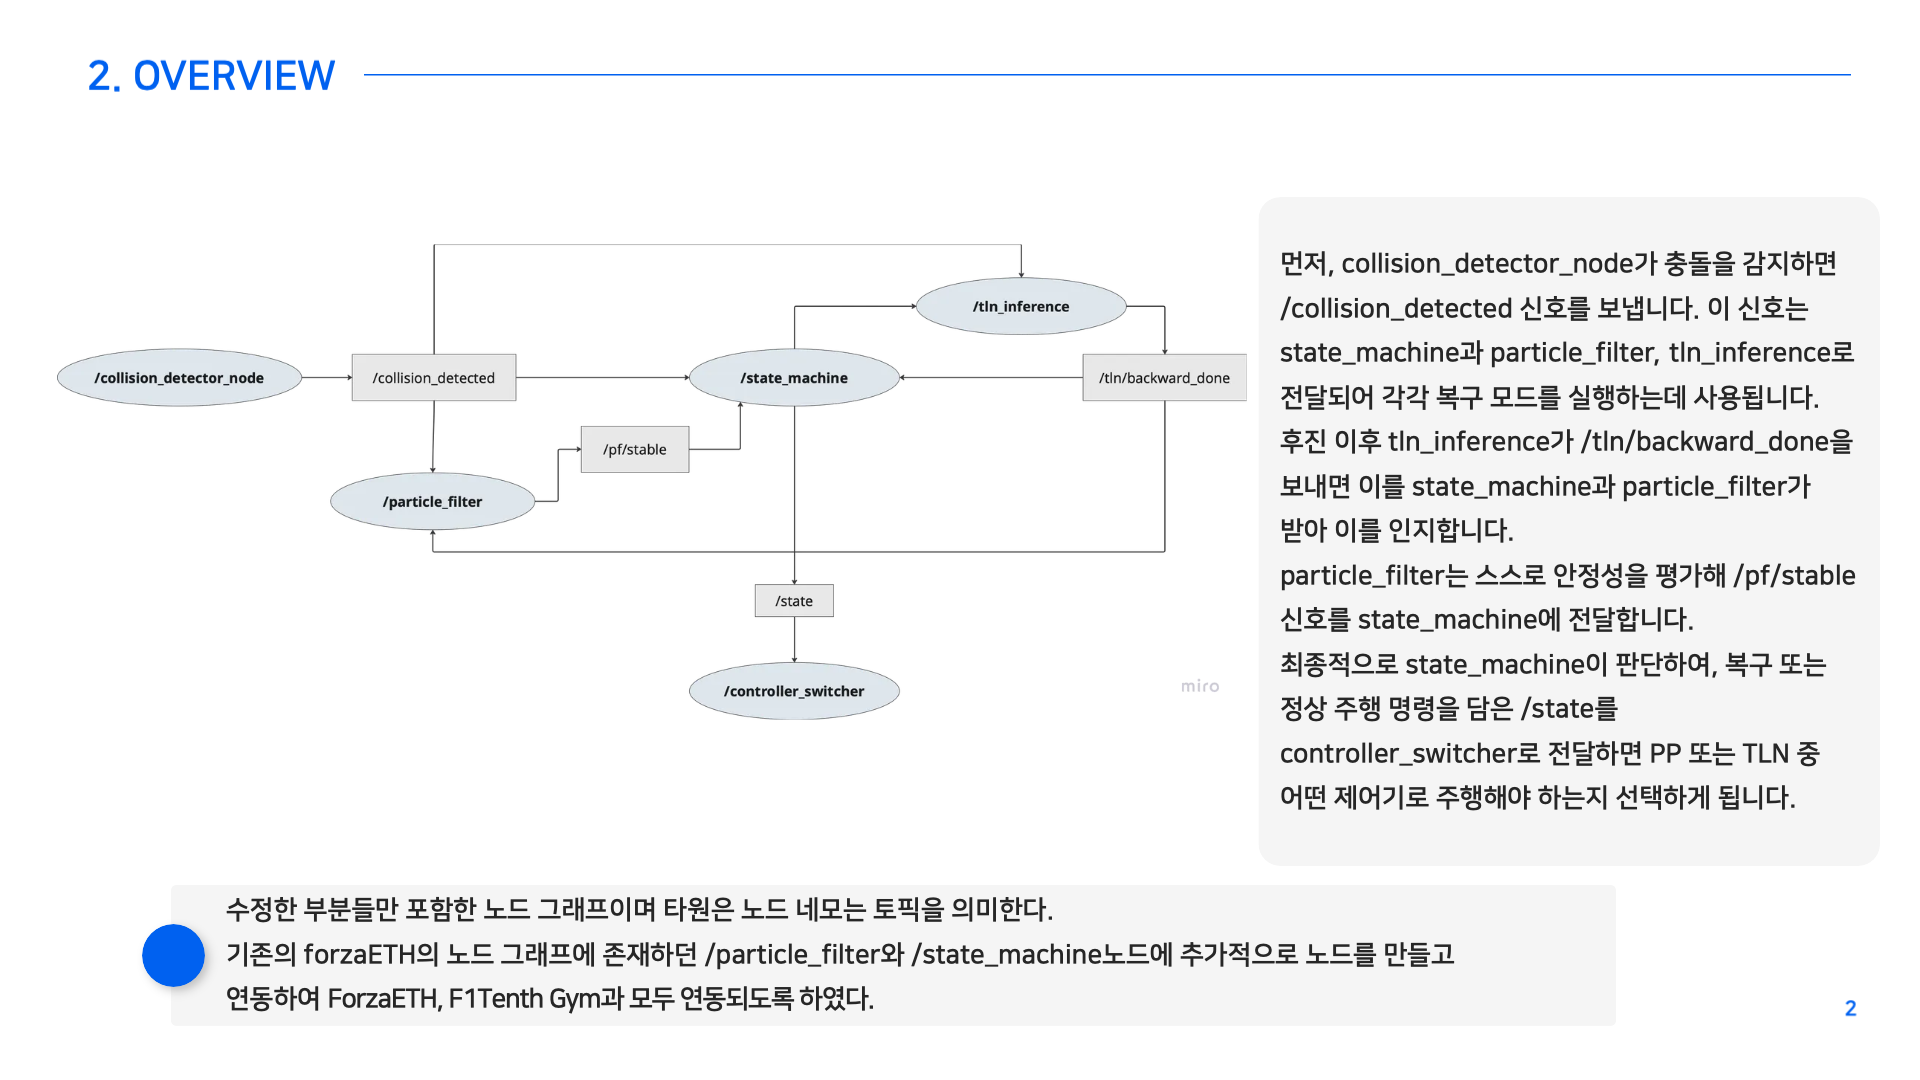 2. OVERVIEW
/tln_inference
/collision_detector_node
/collision_detected
/state_machine
/tln/backward_done
/pf/stable
/particle_filter
/state
/controller_switcher
miro
먼저, collision_detector_node가 충돌을 감지하면
/collision_detected 신호를 보냅니다. 이 신호는
state_machine과 particle_filter, tln_inference로
전달되어 각각 복구 모드를 실행하는데 사용됩니다.
후진 이후 tln_inference가 /tln/backward_done을
보내면 이를 state_machine과 particle_filter가
받아 이를 인지합니다.
particle_filter는 스스로 안정성을 평가해 /pf/stable
신호를 state_machine에 전달합니다.
최종적으로 state_machine이 판단하여, 복구 또는
정상 주행 명령을 담은 /state를
controller_switcher로 전달하면 PP 또는 TLN 중
어떤 제어기로 주행해야 하는지 선택하게 됩니다.
수정한 부분들만 포함한 노드 그래프이며 타원은 노드 네모는 토픽을 의미한다.
기존의 forzaETH의 노드 그래프에 존재하던 /particle_filter와 /state_machine노드에 추가적으로 노드를 만들고
연동하여 ForzaETH, F1Tenth Gym과 모두 연동되도록 하였다.
2